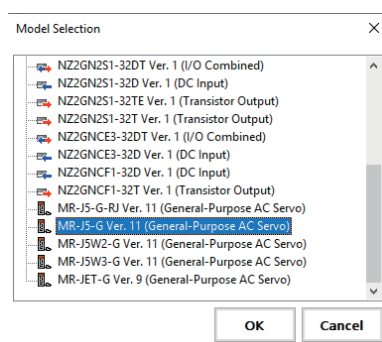 Model Selection
NZ2GN2S1-32DT Ver. 1 (I/O Combined)
NZ2GN2S1-32D Ver. 1 (DC Input)
NZ2GN2S1-32TE Ver. 1 (Transistor Output)
NZ2GN2S1-32T Ver. 1 (Transistor Output)
NZ2GNCE3-32DT Ver. 1 (I/O Combined)
NZ2GNCE3-32D Ver. 1 (DC Input)
NZ2GNCF1-32D Ver. 1 (DC Input)
NZ2GNCF1-32T Ver. 1 (Transistor Output)
MR-J5-G-RJ Ver. 11 (General-Purpose AC Servo)
MR-J5-G Ver. 11 (General-Purpose AC Servo)
MR-J5W2-G Ver. 11 (General-Purpose AC Servo)
MR-J5W3-G Ver. 11 (General-Purpose AC Servo)
MR-JET-G Ver. 9 (General-Purpose AC Servo)
OK Cancel